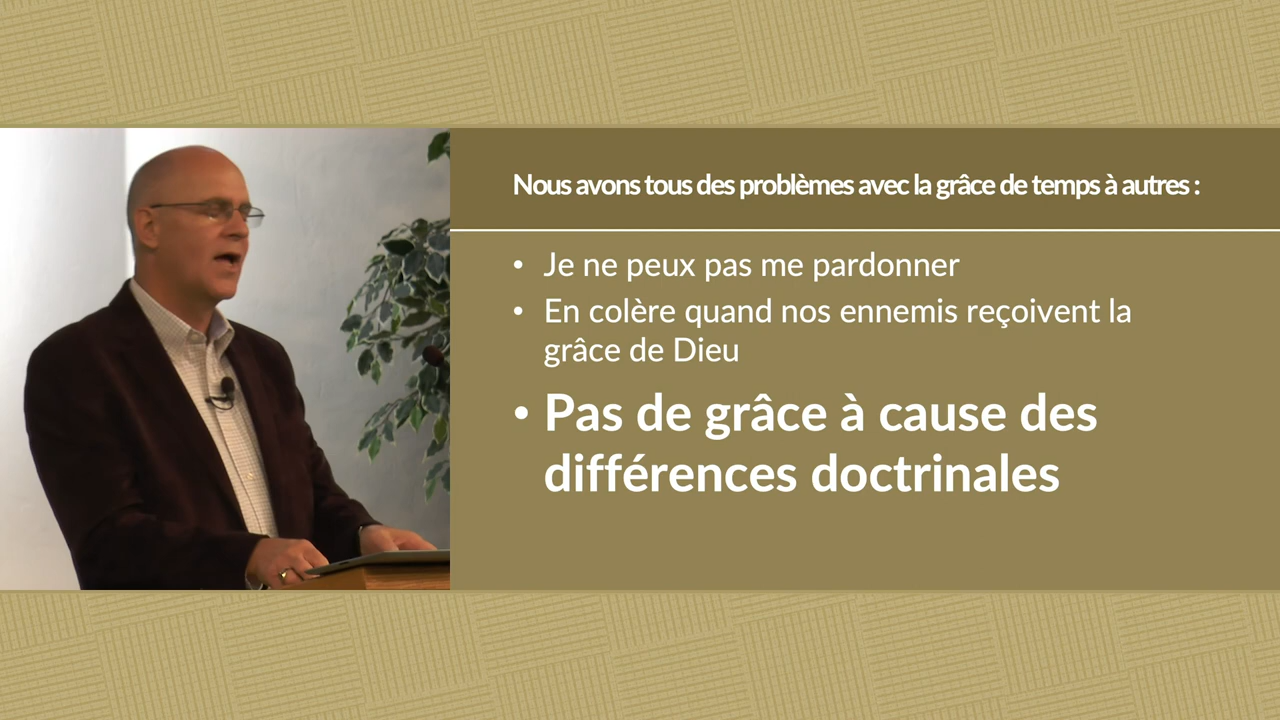 Nous avons tous des problèmes avec la grâce de temps à autres :
• Je ne peux pas me pardonner
• En colère quand nos ennemis reçoivent la
grâce de Dieu
• Pas de grâce à cause des
différences doctrinales